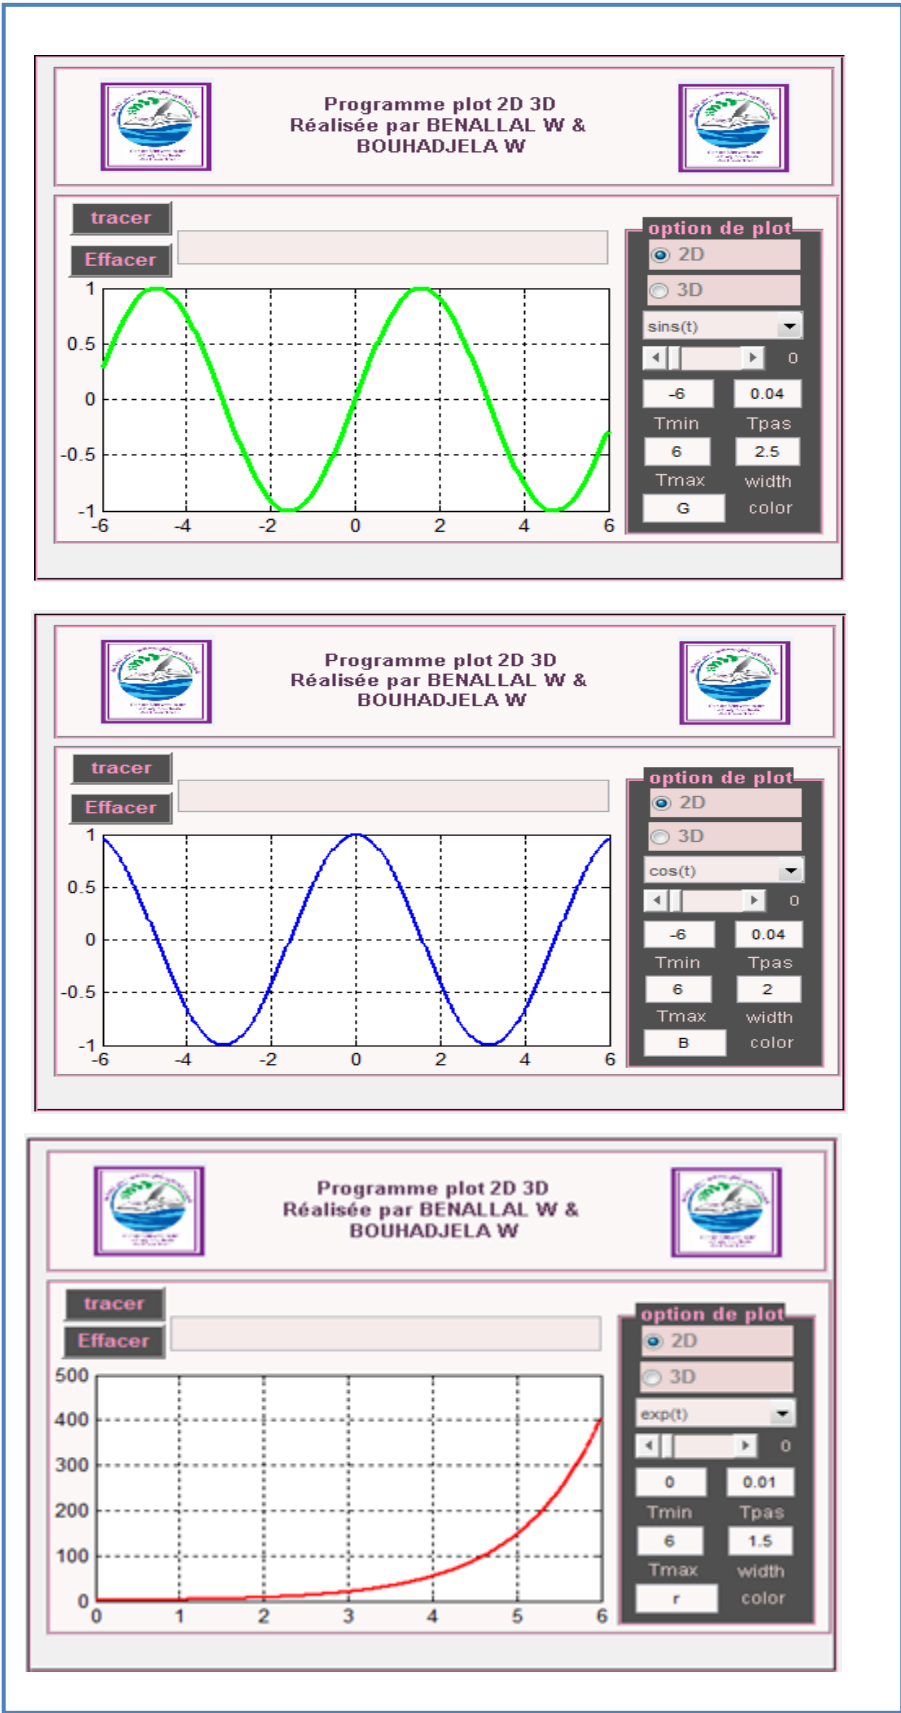 Programme plot 2D 3D
Réalisée par BENALLAL W &
BOUHADJELA W
tracer
Effacer
1
0.5
0
-0.5
-1
-6 -4 -2 0 2 4 6
option de plot
2D
3D
sins(t)
0
-6 0.04
Tmin Tpas
6 2.5
Tmax width
G color
Programme plot 2D 3D
Réalisée par BENALLAL W &
BOUHADJELA W
tracer
Effacer
1
0.5
0
-0.5
-1
-6 -4 -2 0 2 4 6
option de plot
2D
3D
cos(t)
0
-6 0.04
Tmin Tpas
6 2
Tmax width
B color
Programme plot 2D 3D
Réalisée par BENALLAL W &
BOUHADJELA W
tracer
Effacer
500
400
300
200
100
0
0 1 2 3 4 5 6
option de plot
2D
3D
exp(t)
0
0 0.01
Tmin Tpas
6 1.5
Tmax width
r color